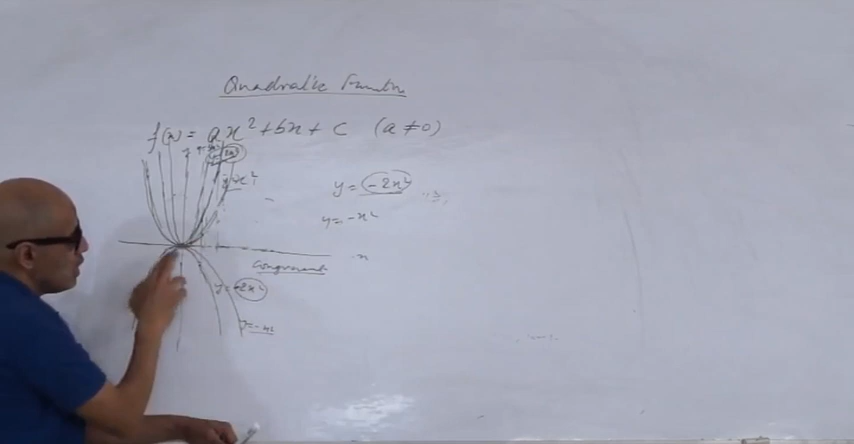 Quadratic Function
f(x) = ax² + bx + c (a ≠ 0)
y = x²
y = -2x²
y = -x²
Congruent
y = -2x²
y = -x²